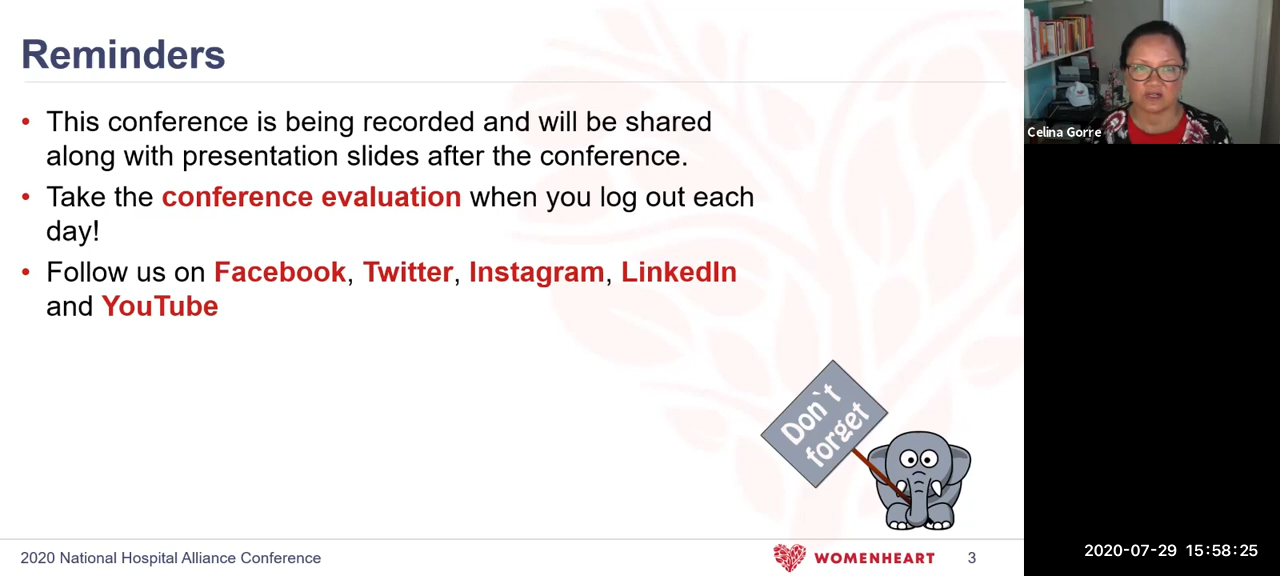 Reminders
• This conference is being recorded and will be shared
along with presentation slides after the conference.
• Take the conference evaluation when you log out each
day!
• Follow us on Facebook, Twitter, Instagram, LinkedIn
and YouTube
Don`t
forget
2020 National Hospital Alliance Conference
WOMENHEART
3
Celina Gorre
2020-07-29 15:58:25